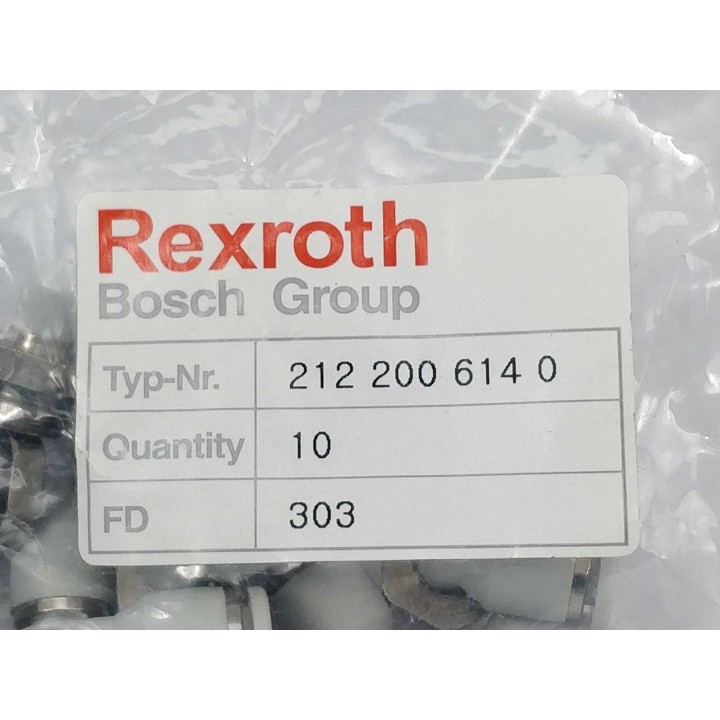 Rexroth
Bosch Group
Typ-Nr. 212 200 614 0
Quantity 10
FD 303